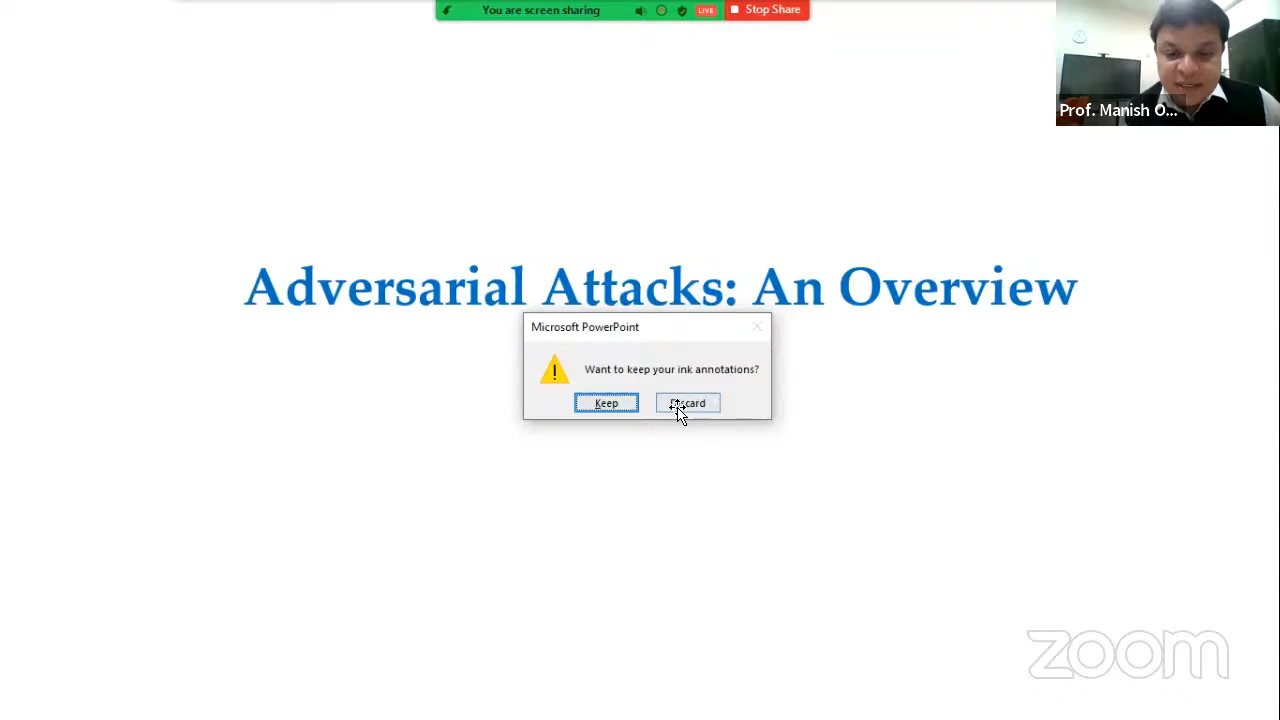 You are screen sharing LIVE Stop Share
Prof. Manish O...
Adversarial Attacks: An Overview
Microsoft PowerPoint
Want to keep your ink annotations?
Keep Discard
zoom